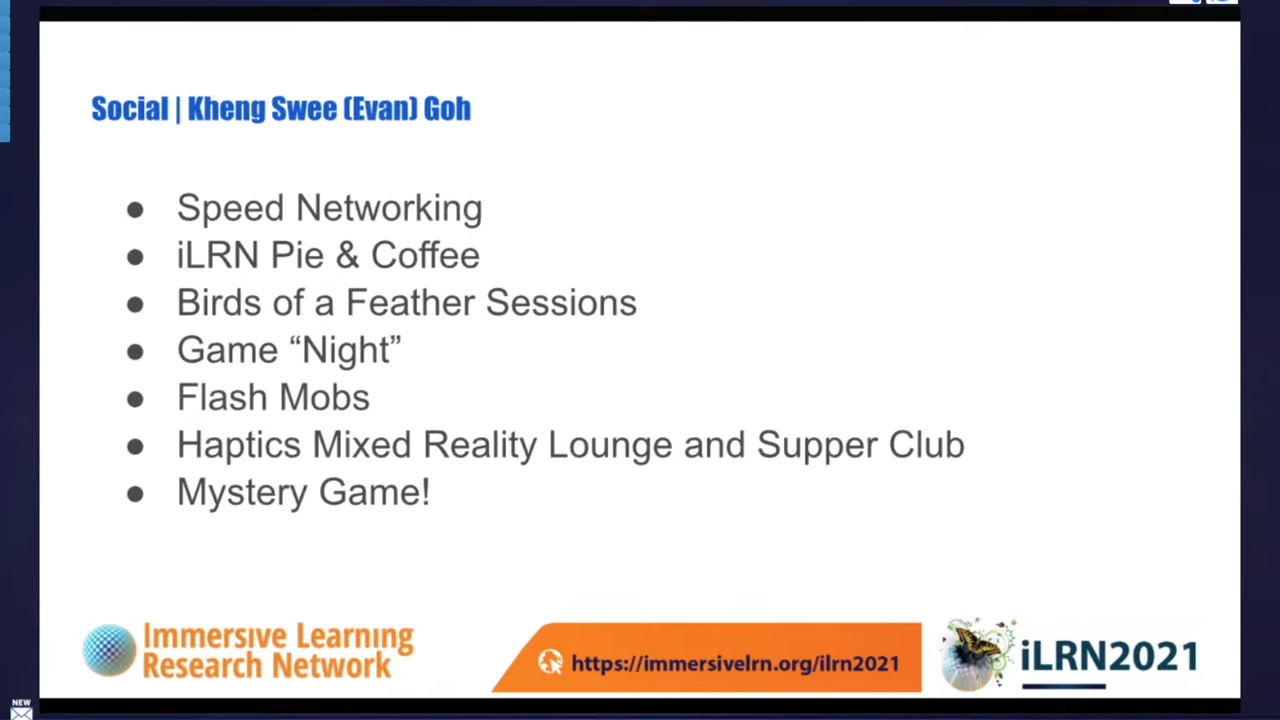 Social | Kheng Swee (Evan) Goh
● Speed Networking
● iLRN Pie & Coffee
● Birds of a Feather Sessions
● Game “Night”
● Flash Mobs
● Haptics Mixed Reality Lounge and Supper Club
● Mystery Game!
Immersive Learning
Research Network
https://immersivelrn.org/ilrn2021
iLRN2021
NEW